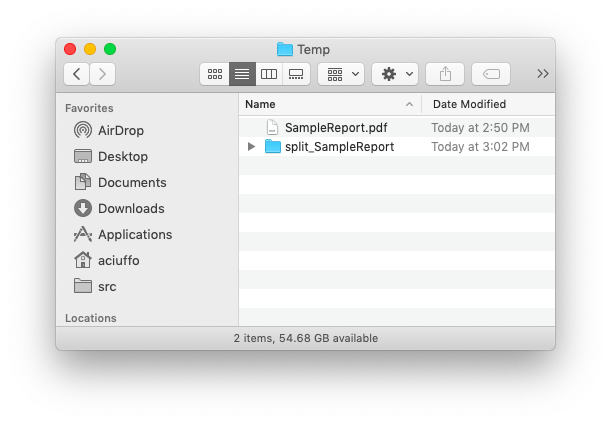 Temp
Favorites
AirDrop
Desktop
Documents
Downloads
Applications
aciuffo
src
Locations
Name Date Modified
SampleReport.pdf Today at 2:50 PM
split_SampleReport Today at 3:02 PM
2 items, 54.68 GB available